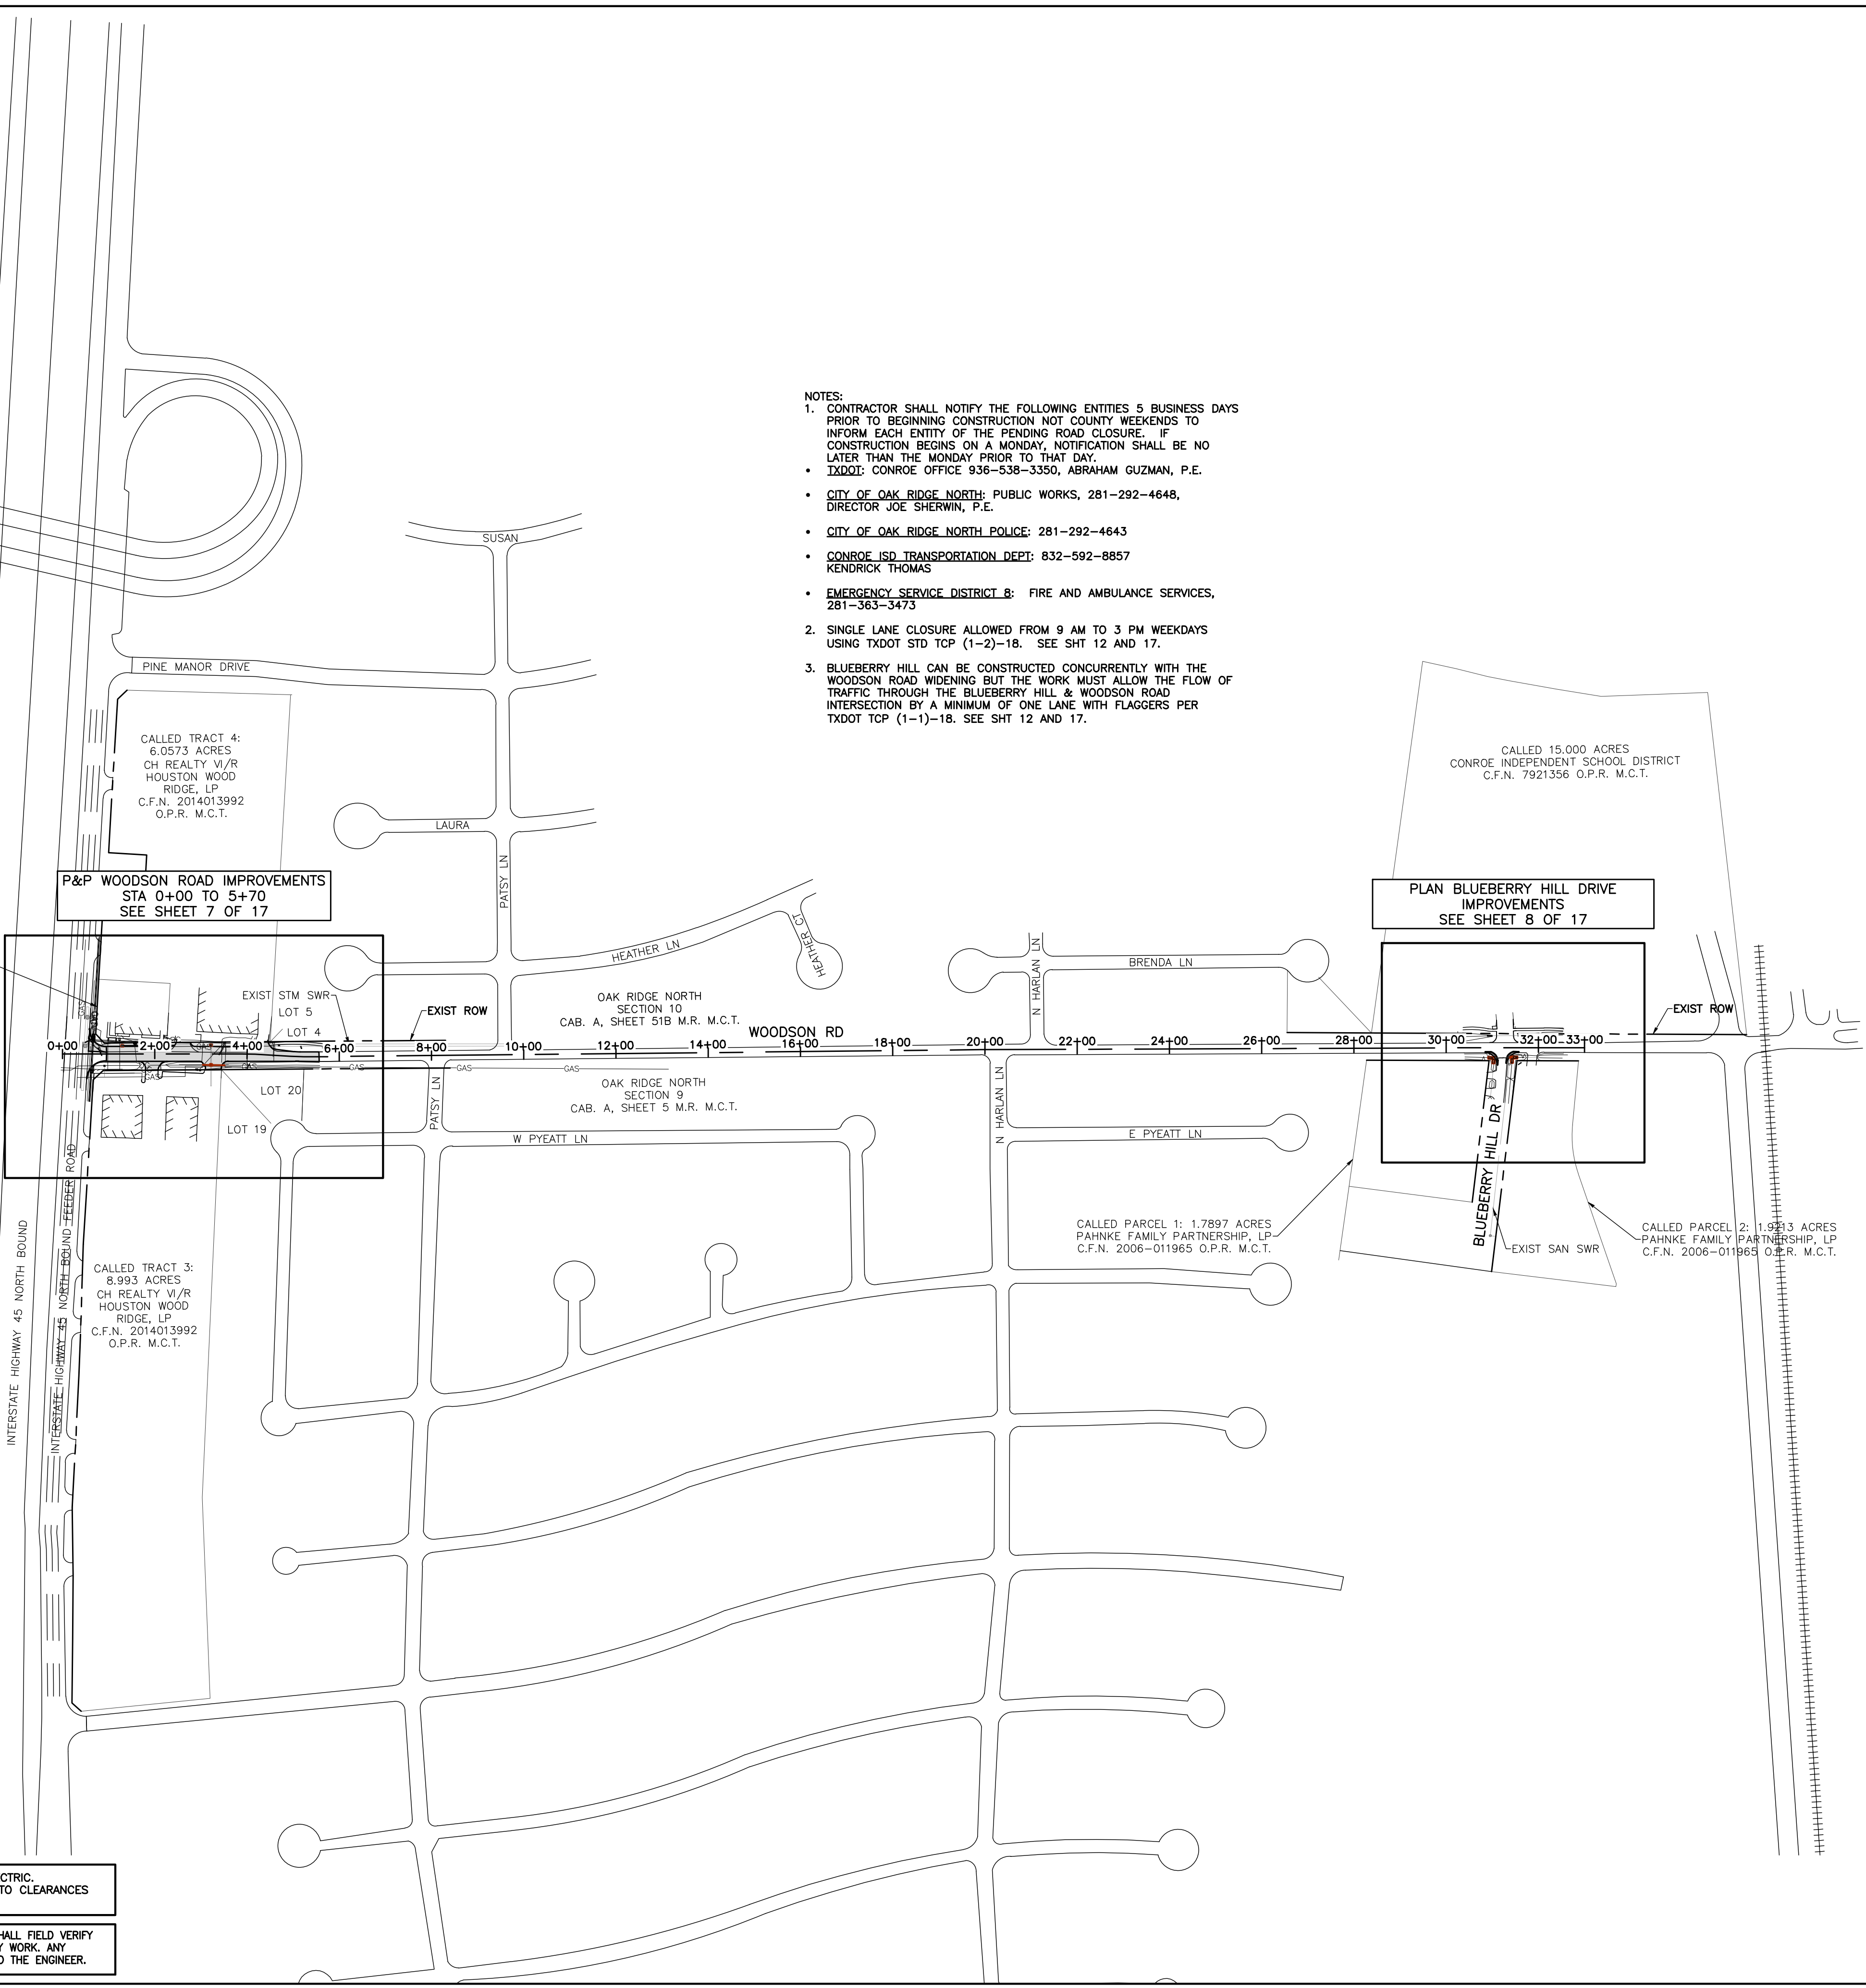 NOTES:
1. CONTRACTOR SHALL NOTIFY THE FOLLOWING ENTITIES 5 BUSINESS DAYS
PRIOR TO BEGINNING CONSTRUCTION NOT COUNTY WEEKENDS TO
INFORM EACH ENTITY OF THE PENDING ROAD CLOSURE. IF
CONSTRUCTION BEGINS ON A MONDAY, NOTIFICATION SHALL BE NO
LATER THAN THE MONDAY PRIOR TO THAT DAY.
• TXDOT: CONROE OFFICE 936-538-3350, ABRAHAM GUZMAN, P.E.
• CITY OF OAK RIDGE NORTH: PUBLIC WORKS, 281-292-4648,
DIRECTOR JOE SHERWIN, P.E.
• CITY OF OAK RIDGE NORTH POLICE: 281-292-4643
• CONROE ISD TRANSPORTATION DEPT: 832-592-8857
KENDRICK THOMAS
• EMERGENCY SERVICE DISTRICT 8: FIRE AND AMBULANCE SERVICES,
281-363-3473
2. SINGLE LANE CLOSURE ALLOWED FROM 9 AM TO 3 PM WEEKDAYS
USING TXDOT STD TCP (1-2)-18. SEE SHT 12 AND 17.
3. BLUEBERRY HILL CAN BE CONSTRUCTED CONCURRENTLY WITH THE
WOODSON ROAD WIDENING BUT THE WORK MUST ALLOW THE FLOW OF
TRAFFIC THROUGH THE BLUEBERRY HILL & WOODSON ROAD
INTERSECTION BY A MINIMUM OF ONE LANE WITH FLAGGERS PER
TXDOT TCP (1-1)-18. SEE SHT 12 AND 17.
SUSAN
PINE MANOR DRIVE
CALLED TRACT 4:
6.0573 ACRES
CH REALTY VI/R
HOUSTON WOOD
RIDGE, LP
C.F.N. 2014013992
O.P.R. M.C.T.
CALLED 15.000 ACRES
CONROE INDEPENDENT SCHOOL DISTRICT
C.F.N. 7921356 O.P.R. M.C.T.
LAURA
PATSY LN
P&P WOODSON ROAD IMPROVEMENTS
STA 0+00 TO 5+70
SEE SHEET 7 OF 17
PLAN BLUEBERRY HILL DRIVE
IMPROVEMENTS
SEE SHEET 8 OF 17
HEATHER LN
HEATHER CT
N HARLAN LN
BRENDA LN
EXIST STM SWR
LOT 5
LOT 4
EXIST ROW
OAK RIDGE NORTH
SECTION 10
CAB. A, SHEET 51B M.R. M.C.T.
WOODSON RD
EXIST ROW
0+00 2+00 4+00 6+00 8+00 10+00 12+00 14+00 16+00 18+00 20+00 22+00 24+00 26+00 28+00 30+00 32+00 33+00
GAS
GAS
GAS
GAS
GAS
GAS
GAS
LOT 20
LOT 19
OAK RIDGE NORTH
SECTION 9
CAB. A, SHEET 5 M.R. M.C.T.
PATSY LN
W PYEATT LN
N HARLAN LN
E PYEATT LN
BLUEBERRY HILL DR
CALLED PARCEL 1: 1.7897 ACRES
PAHNKE FAMILY PARTNERSHIP, LP
C.F.N. 2006-011965 O.P.R. M.C.T.
EXIST SAN SWR
CALLED PARCEL 2: 1.9213 ACRES
PAHNKE FAMILY PARTNERSHIP, LP
C.F.N. 2006-011965 O.P.R. M.C.T.
INTERSTATE HIGHWAY 45 NORTH BOUND
INTERSTATE HIGHWAY 45 NORTH BOUND FEEDER ROAD
CALLED TRACT 3:
8.993 ACRES
CH REALTY VI/R
HOUSTON WOOD
RIDGE, LP
C.F.N. 2014013992
O.P.R. M.C.T.
CTRIC.
TO CLEARANCES
HALL FIELD VERIFY
Y WORK. ANY
O THE ENGINEER.